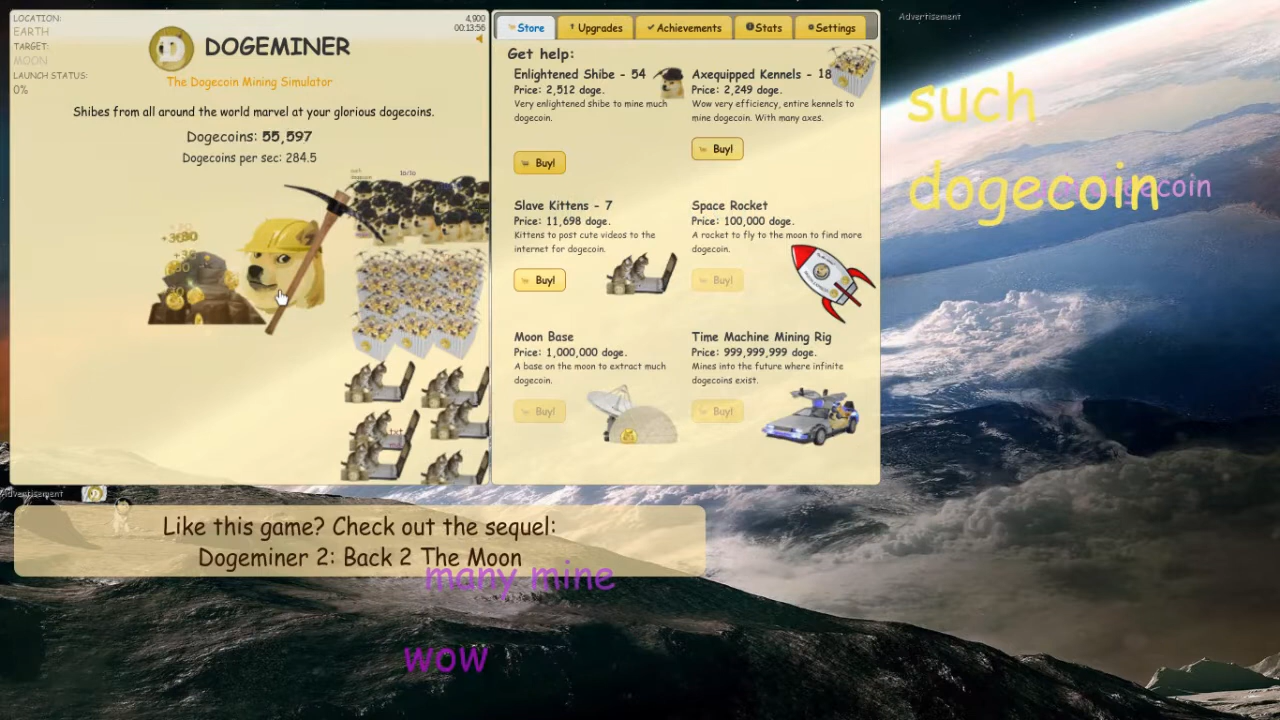 LOCATION:
EARTH
TARGET:
MOON
LAUNCH STATUS:
0%
4,900
00:13:56
DOGEMINER
The Dogecoin Mining Simulator
Shibes from all around the world marvel at your glorious dogecoins.
Dogecoins: 55,597
Dogecoins per sec: 284.5
Store
Upgrades
Achievements
Stats
Settings
Get help:
Enlightened Shibe - 54
Price: 2,512 doge.
Very enlightened shibe to mine much
dogecoin.
Buy!
Axequipped Kennels - 18
Price: 2,249 doge.
Wow very efficiency, entire kennels to
mine dogecoin. With many axes.
Buy!
Slave Kittens - 7
Price: 11,698 doge.
Kittens to post cute videos to the
internet for dogecoin.
Buy!
Space Rocket
Price: 100,000 doge.
A rocket to fly to the moon to find more
dogecoin.
Buy!
Moon Base
Price: 1,000,000 doge.
A base on the moon to extract much
dogecoin.
Buy!
Time Machine Mining Rig
Price: 999,999,999 doge.
Mines into the future where infinite
dogecoins exist.
Buy!
Advertisement
such
dogecoin
Advertisement
Like this game? Check out the sequel:
Dogeminer 2: Back 2 The Moon
many mine
wow